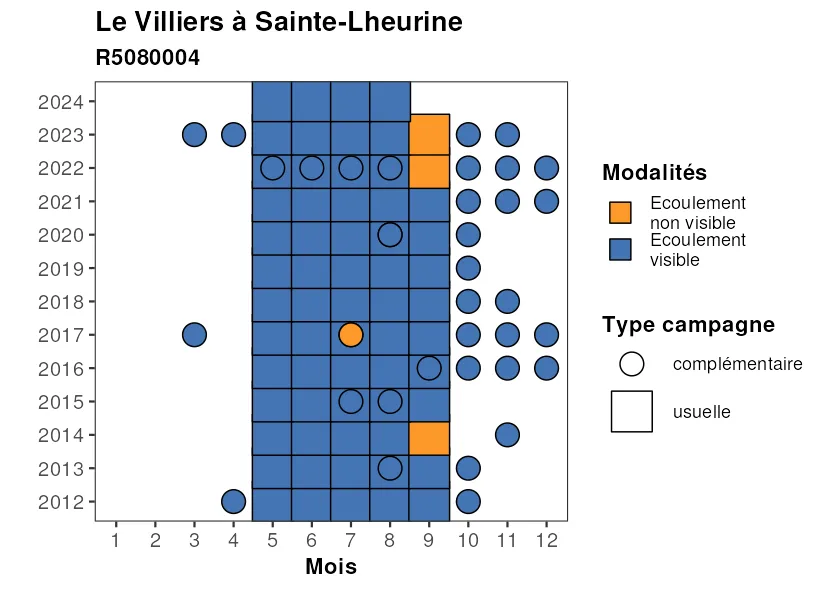 Le Villiers à Sainte-Lheurine
R5080004
2024
2023
2022
2021
2020
2019
2018
2017
2016
2015
2014
2013
2012
1 2 3 4 5 6 7 8 9 10 11 12
Mois
Modalités
Ecoulement
non visible
Ecoulement
visible
Type campagne
complémentaire
usuelle